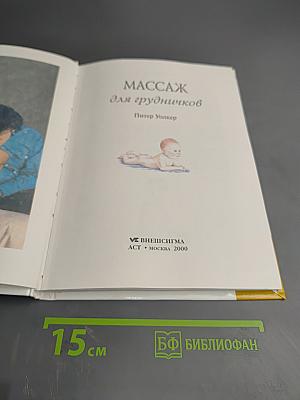 МАССАЖ
для грудничков
Питер Уолкер
ВНЕШСИГМА
АСТ • МОСКВА 2000
15 см
БФ БИБЛИОФАН